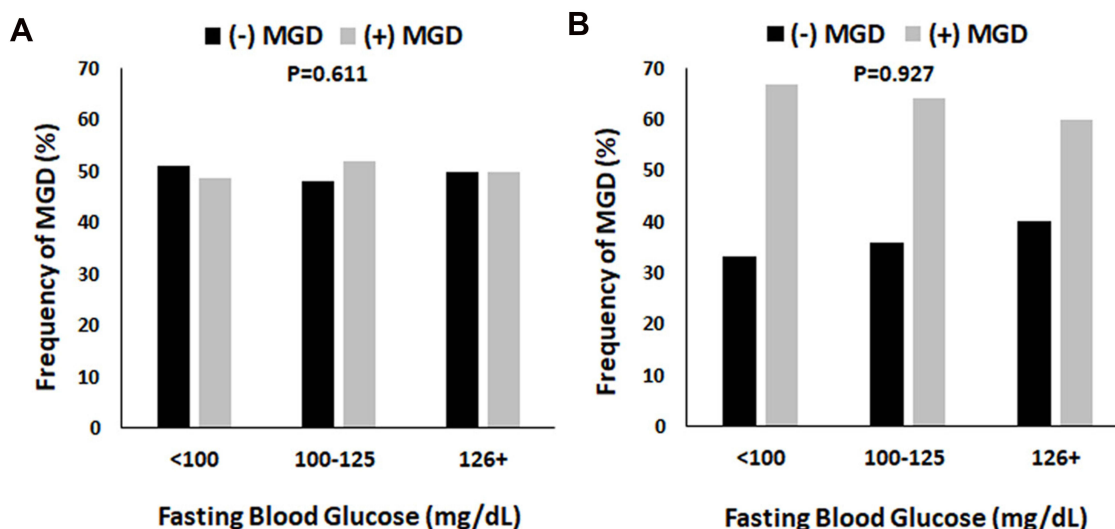 A
(-) MGD (+) MGD
P=0.611
Frequency of MGD (%)
70
60
50
40
30
20
10
0
<100 100-125 126+
Fasting Blood Glucose (mg/dL)
B
(-) MGD (+) MGD
P=0.927
Frequency of MGD (%)
70
60
50
40
30
20
10
0
<100 100-125 126+
Fasting Blood Glucose (mg/dL)